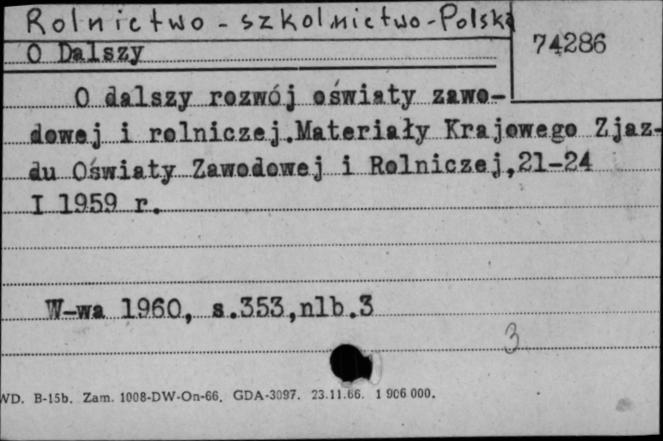 Rolnictwo - szkolnictwo - Polska
74286
O Dalszy
O dalszy rozwój oświaty zawo-
dowej i rolniczej.Materiały Krajowego Zjaz-
du Oświaty Zawodowej i Rolniczej,21-24
I 1959 r.
W-wa 1960, s.353,nlb.3
3
WD. B-15b. Zam. 1008-DW-On-66. GDA-3097. 23.11.66. 1 906 000.